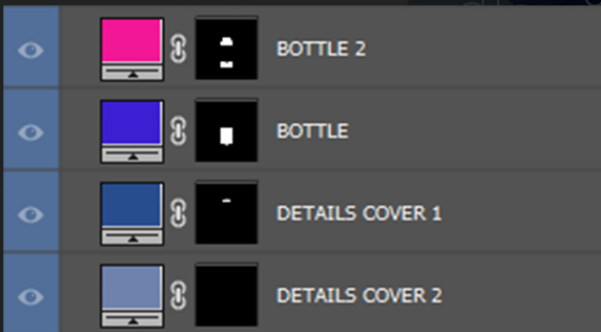 BOTTLE 2
BOTTLE
DETAILS COVER 1
DETAILS COVER 2